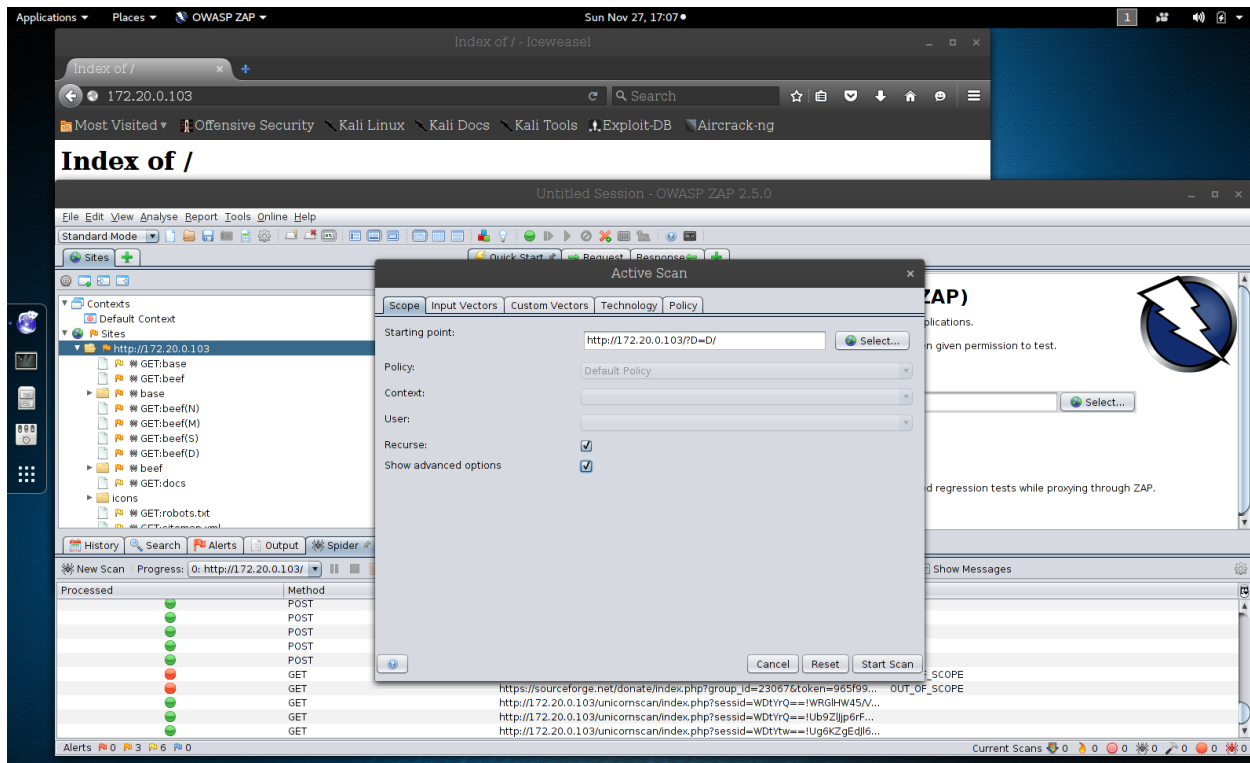 Applications ▾ Places ▾ OWASP ZAP ▾ Sun Nov 27, 17:07 1
Index of / - Iceweasel
Index of /
172.20.0.103 Search
Most Visited ▾ Offensive Security Kali Linux Kali Docs Kali Tools Exploit-DB Aircrack-ng
Index of /
Untitled Session - OWASP ZAP 2.5.0
File Edit View Analyse Report Tools Online Help
Standard Mode
Sites Quick Start Request Response
Contexts
Default Context
Sites
http://172.20.0.103
GET:base
GET:beef
base
GET:beef(N)
GET:beef(M)
GET:beef(S)
GET:beef(D)
beef
GET:docs
icons
GET:robots.txt
GET:sitemap.xml
ZAP)
plications.
n given permission to test.
Select...
d regression tests while proxying through ZAP.
Active Scan
Scope Input Vectors Custom Vectors Technology Policy
Starting point: http://172.20.0.103/?D=D/ Select...
Policy: Default Policy
Context:
User:
Recurse:
Show advanced options
Cancel Reset Start Scan
History Search Alerts Output Spider
New Scan Progress: 0: http://172.20.0.103/ Show Messages
Processed Method
POST
POST
POST
POST
POST
GET F_SCOPE
GET https://sourceforge.net/donate/index.php?group_id=23067&token=965f99... OUT_OF_SCOPE
GET http://172.20.0.103/unicornscan/index.php?sessid=WDtYrQ==!WRGlHW45/V...
GET http://172.20.0.103/unicornscan/index.php?sessid=WDtYrQ==!Ub9Zljjp6rF...
GET http://172.20.0.103/unicornscan/index.php?sessid=WDtYtw==!Ug6KZgEdJl6...
Alerts 0 3 6 0 Current Scans 0 0 0 0 0 0 0